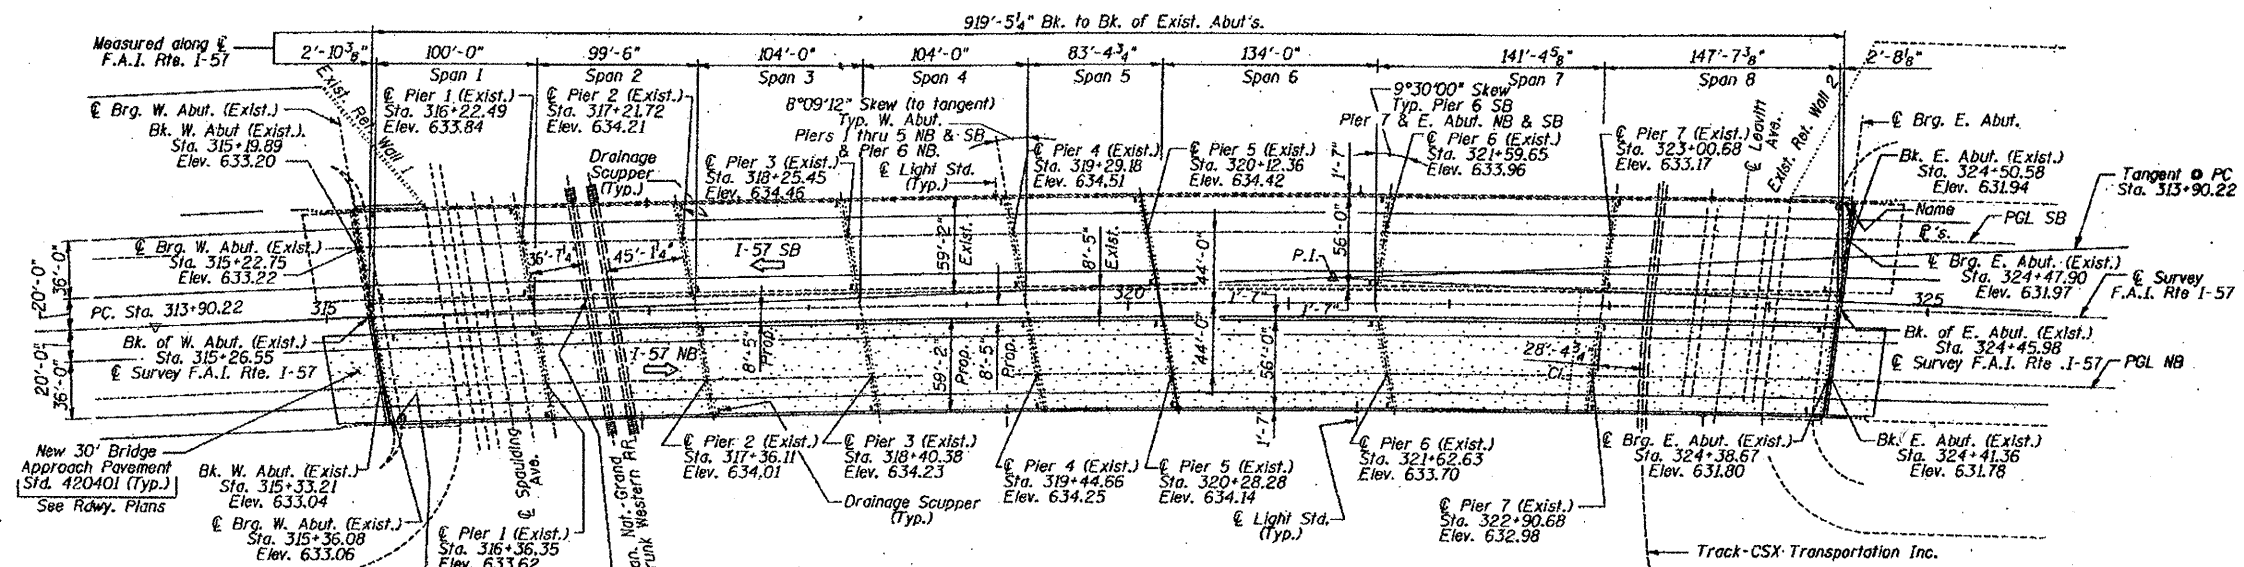 919'-5¼" Bk. to Bk. of Exist. Abut's.
Measured along ℄
F.A.I. Rte. I-57
2'-10⅜"
100'-0"
99'-6"
104'-0"
104'-0"
83'-4¾"
134'-0"
141'-4⅝"
147'-7⅜"
2'-8⅛"
Span 1
Span 2
Span 3
Span 4
Span 5
Span 6
Span 7
Span 8
Exist. Ret. Wall 1
℄ Brg. W. Abut. (Exist.)
Bk. W. Abut (Exist.).
Sta. 315+19.89
Elev. 633.20
℄ Pier 1 (Exist.)
Sta. 316+22.49
Elev. 633.84
℄ Pier 2 (Exist.)
Sta. 317+21.72
Elev. 634.21
Drainage
Scupper
(Typ.)
℄ Pier 3 (Exist.)
Sta. 318+25.45
Elev. 634.46
8°09'12" Skew (to tangent)
Typ. W. Abut.
Piers 1 thru 5 NB & SB
& Pier 6 NB.
℄ Light Std.
(Typ.)
℄ Pier 4 (Exist.)
Sta. 319+29.18
Elev. 634.51
℄ Pier 5 (Exist.)
Sta. 320+12.36
Elev. 634.42
9°30'00" Skew
Typ. Pier 6 SB
Pier 7 & E. Abut. NB & SB
℄ Pier 6 (Exist.)
Sta. 321+59.65
Elev. 633.96
℄ Pier 7 (Exist.)
Sta. 323+00.68
Elev. 633.17
℄ Leavitt
Ave.
Exist. Ret. Wall 2
℄ Brg. E. Abut.
Bk. E. Abut. (Exist.)
Sta. 324+50.58
Elev. 631.94
Tangent @ PC
Sta. 313+90.22
Name
℄'s.
PGL SB
℄ Brg. E. Abut. (Exist.)
Sta. 324+47.90
Elev. 631.97
℄ Survey
F.A.I. Rte I-57
325
℄ Brg. W. Abut. (Exist.)
Sta. 315+22.75
Elev. 633.22
20'-0"
36'-0"
20'-0"
36'-0"
PC. Sta. 313+90.22
315
36'-1¼"
45'-1¼"
I-57 SB
59'-2"
Exist.
8'-5"
Exist.
44'-0"
1'-7"
56'-0"
P.I.
320
1'-7"
1'-7"
Bk. of W. Abut. (Exist.)
Sta. 315+26.55
℄ Survey F.A.I. Rte. I-57
I-57 NB
8'-5"
Prop.
59'-2"
Prop.
8'-5"
Prop.
44'-0"
56'-0"
1'-7"
28'-4¾"
Cl.
Bk. of E. Abut. (Exist.)
Sta. 324+45.98
℄ Survey F.A.I. Rte .I-57
PGL NB
New 30' Bridge
Approach Pavement
Std. 420401 (Typ.)
See Rdwy. Plans
Bk. W. Abut. (Exist.)
Sta. 315+33.21
Elev. 633.04
℄ Brg. W. Abut. (Exist.)
Sta. 315+36.08
Elev. 633.06
℄ Pier 1 (Exist.)
Sta. 316+36.35
Elev. 633.62
℄ Spaulding
Ave.
an. Nat.-Grand
runk Western RR.
℄ Pier 2 (Exist.)
Sta. 317+36.11
Elev. 634.01
℄ Pier 3 (Exist.)
Sta. 318+40.38
Elev. 634.23
Drainage Scupper
(Typ.)
℄ Pier 4 (Exist.)
Sta. 319+44.66
Elev. 634.25
℄ Pier 5 (Exist.)
Sta. 320+28.28
Elev. 634.14
℄ Light Std.
(Typ.)
℄ Pier 6 (Exist.)
Sta. 321+62.63
Elev. 633.70
℄ Pier 7 (Exist.)
Sta. 322+90.68
Elev. 632.98
℄ Brg. E. Abut. (Exist.)
Sta. 324+38.67
Elev. 631.80
Bk. E. Abut. (Exist.)
Sta. 324+41.36
Elev. 631.78
Track-CSX Transportation Inc.